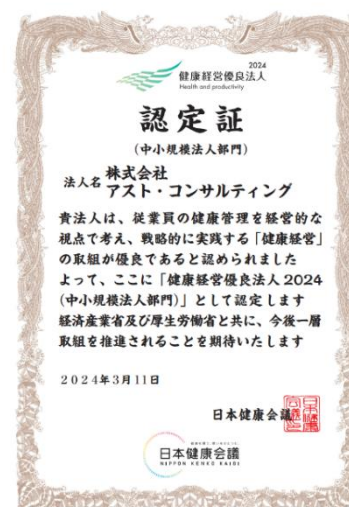 2024
健康経営優良法人
Health and productivity
認定証
(中小規模法人部門)
法人名 株式会社
アスト・コンサルティング
貴法人は、従業員の健康管理を経営的な
視点で考え、戦略的に実践する「健康経営」
の取組が優良であると認められました
よって、ここに「健康経営優良法人2024
(中小規模法人部門)」として認定します
経済産業省及び厚生労働省と共に、今後一層
取組を推進されることを期待いたします
2024年3月11日
日本健康会議
日本健康会議
NIPPON KENKO KAIGI